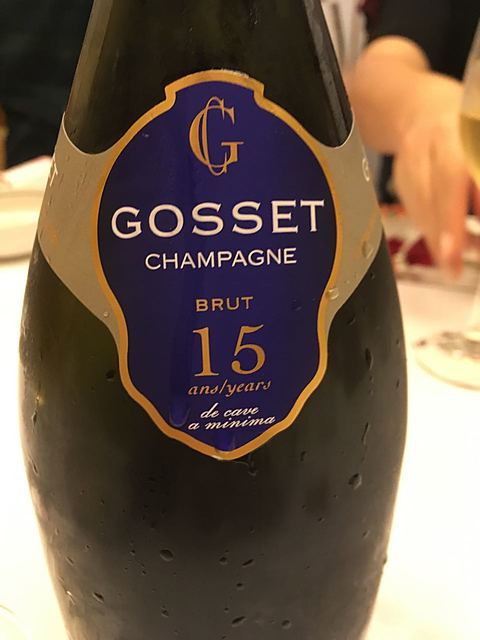 G
GOSSET
CHAMPAGNE
BRUT
15
ans/years
de cave
a minima